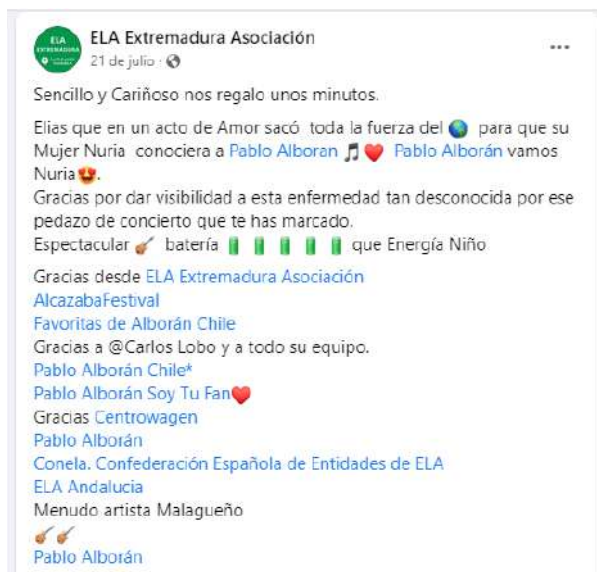 ELA
EXTREMADURA
ELA Extremadura Asociación
21 de julio ·
Sencillo y Cariñoso nos regalo unos minutos.
Elias que en un acto de Amor sacó toda la fuerza del 🌎 para que su
Mujer Nuria conociera a Pablo Alboran 🎵❤️ Pablo Alborán vamos
Nuria😍.
Gracias por dar visibilidad a esta enfermedad tan desconocida por ese
pedazo de concierto que te has marcado.
Espectacular 🎻 batería 🔋 🔋 🔋 🔋 🔋 que Energía Niño
Gracias desde ELA Extremadura Asociación
AlcazabaFestival
Favoritas de Alborán Chile
Gracias a @Carlos Lobo y a todo su equipo.
Pablo Alborán Chile*
Pablo Alborán Soy Tu Fan❤️
Gracias Centrowagen
Pablo Alborán
Conela. Confederación Española de Entidades de ELA
ELA Andalucia
Menudo artista Malagueño
🎻🎻
Pablo Alborán